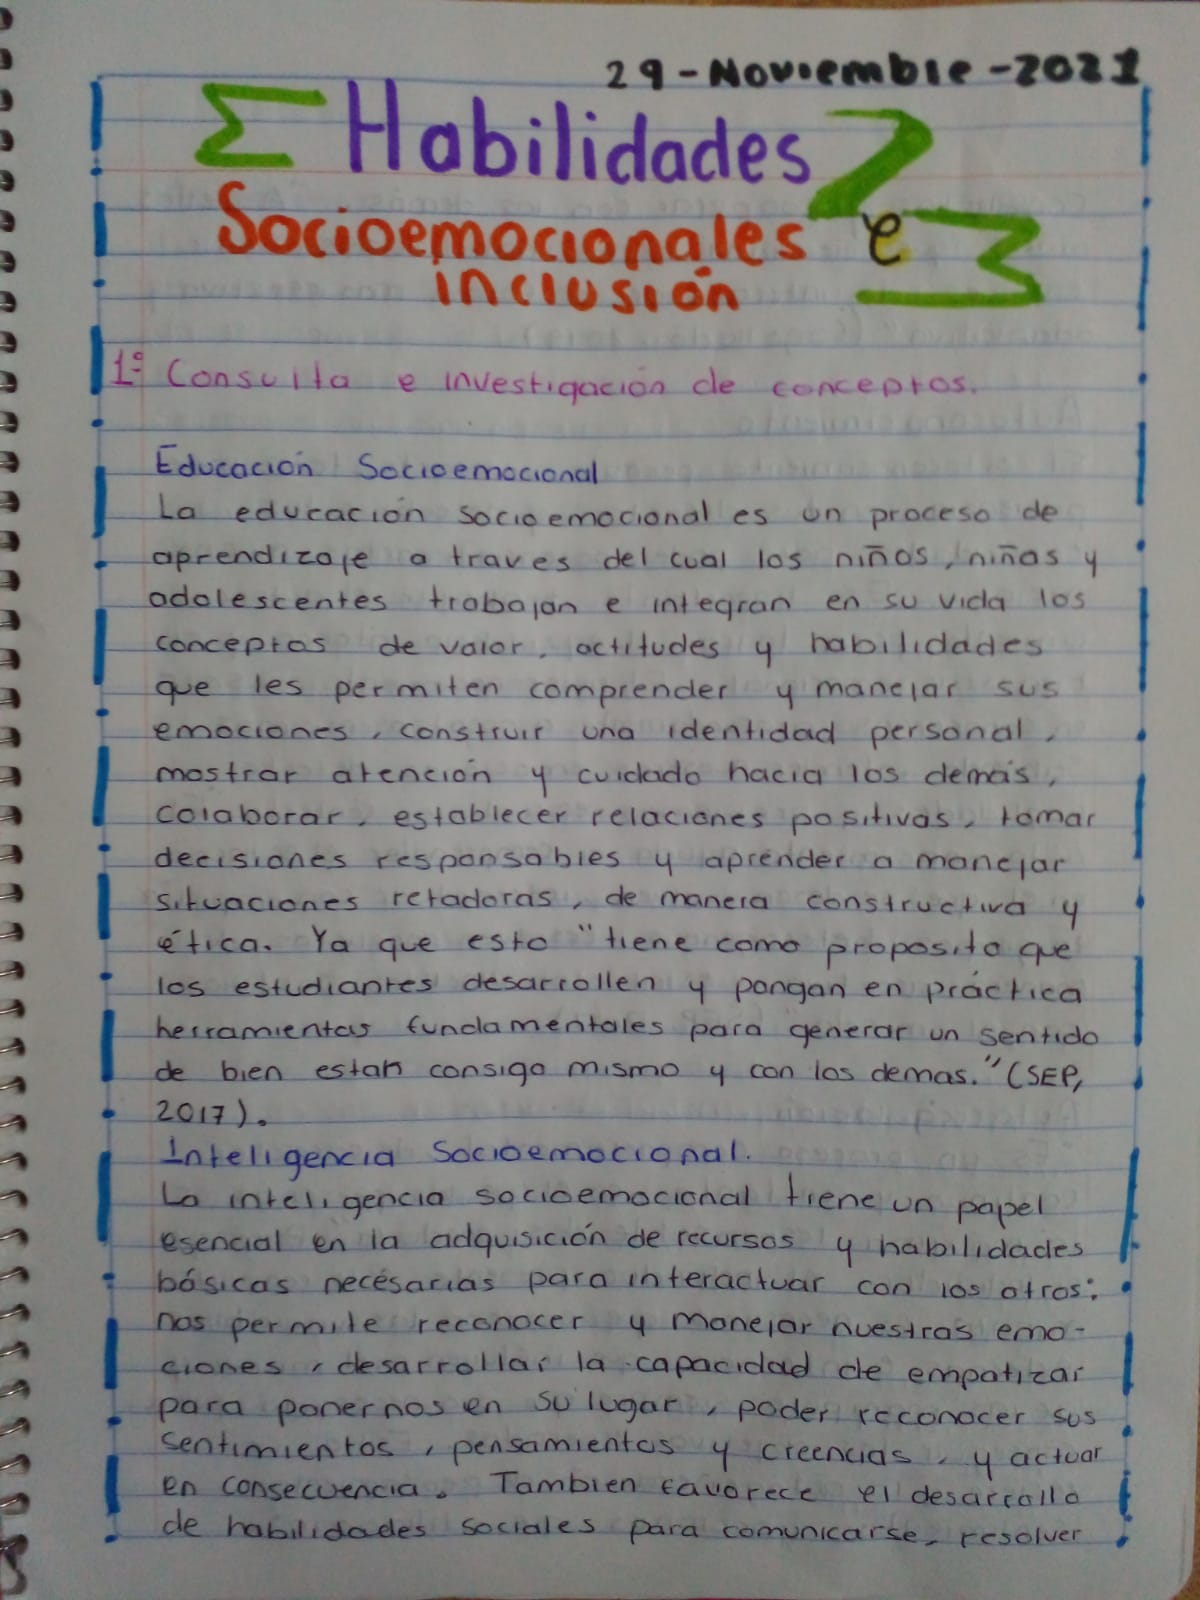 29-Noviembre-2021
Habilidades
Socioemocionales e
inclusión
1º Consulta e investigación de conceptos.
Educación Socioemocional
La educación socioemocional es un proceso de
aprendizaje a traves del cual los niños, niñas y
adolescentes trabajan e integran en su vida los
conceptos de valor, actitudes y habilidades
que les permiten comprender y manejar sus
emociones, construir una identidad personal,
mostrar atención y cuidado hacia los demás,
colaborar, establecer relaciones positivas, tomar
decisiones responsables y aprender a manejar
situaciones retadoras, de manera constructiva y
ética. Ya que esto "tiene como proposito que
los estudiantes desarrollen y pongan en práctica
herramientas fundamentales para generar un sentido
de bien estah consigo mismo y con los demas." (SEP,
2017).
Inteligencia Socioemocional.
La inteligencia socioemocional tiene un papel
esencial en la adquisición de recursos y habilidades
básicas necesarias para interactuar con los otros:
nos permite reconocer y manejar nuestras emo-
ciones, desarrollar la capacidad de empatizar
para ponernos en su lugar, poder reconocer sus
sentimientos, pensamientos y creencias, y actuar
en consecuencia. Tambien favorece el desarrollo
de habilidades sociales para comunicarse, resolver